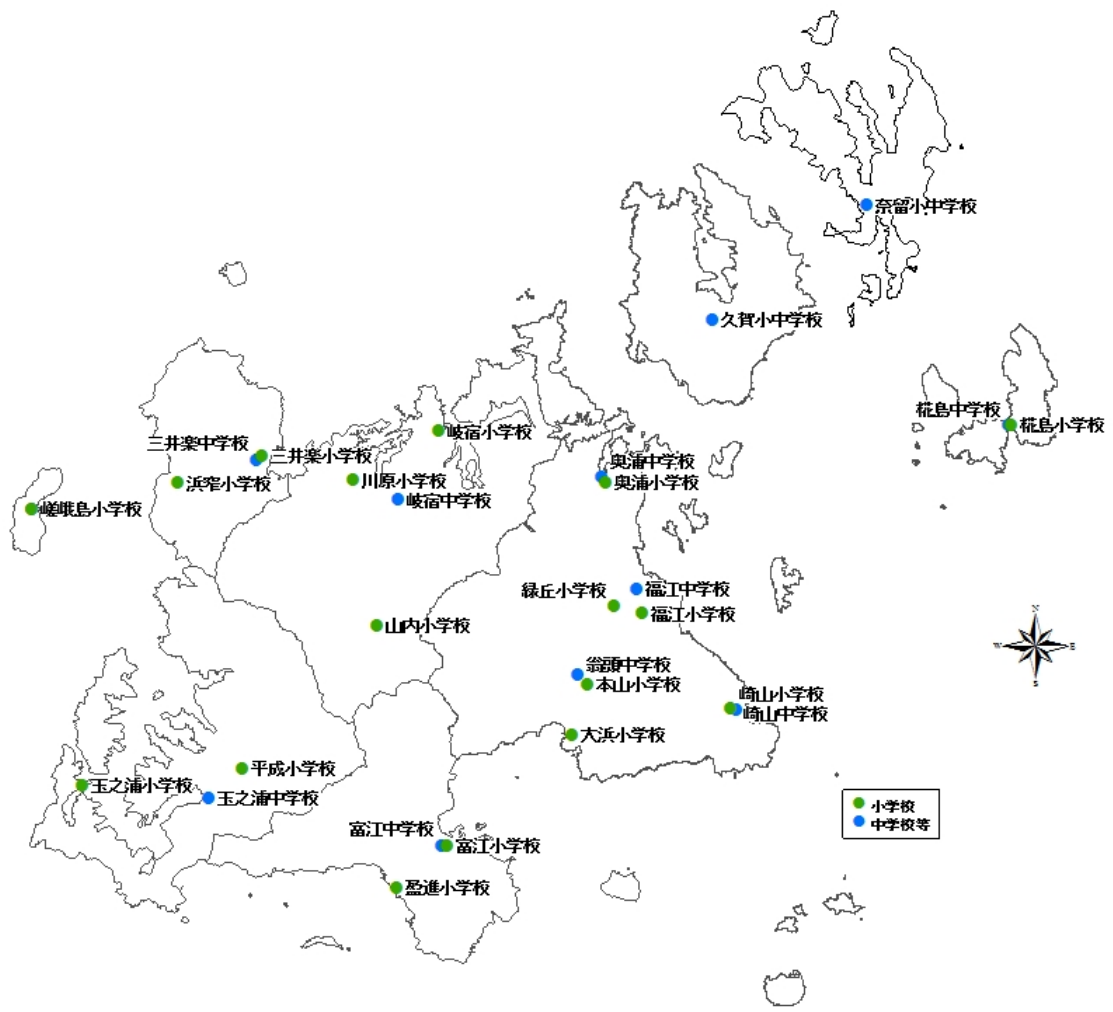 奈留小中学校
久賀小中学校
椛島中学校
椛島小学校
岐宿小学校
三井楽中学校
三井楽小学校
奥浦中学校
浜窄小学校
川原小学校
奥浦小学校
岐宿中学校
嵯峨島小学校
緑丘小学校
福江中学校
福江小学校
山内小学校
N
W
E
S
翁頭中学校
本山小学校
崎山小学校
崎山中学校
大浜小学校
平成小学校
玉之浦小学校
玉之浦中学校
小学校
中学校等
富江中学校
富江小学校
盈進小学校